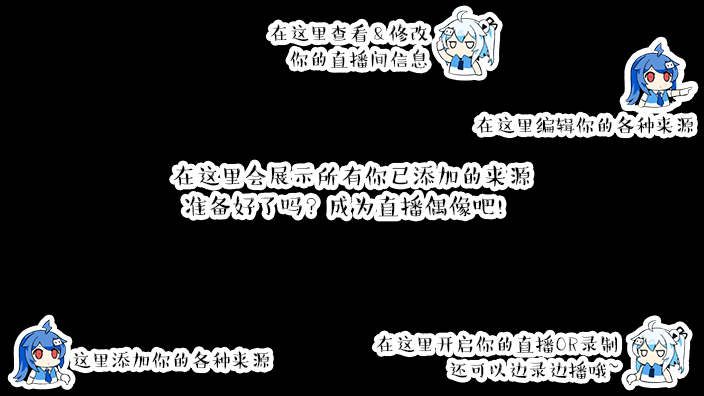 在这里查看&修改
你的直播间信息
在这里编辑你的各种来源
在这里会展示所有你已添加的来源
准备好了吗？成为直播偶像吧!
这里添加你的各种来源
在这里开启你的直播OR录制
还可以边录边播哦~